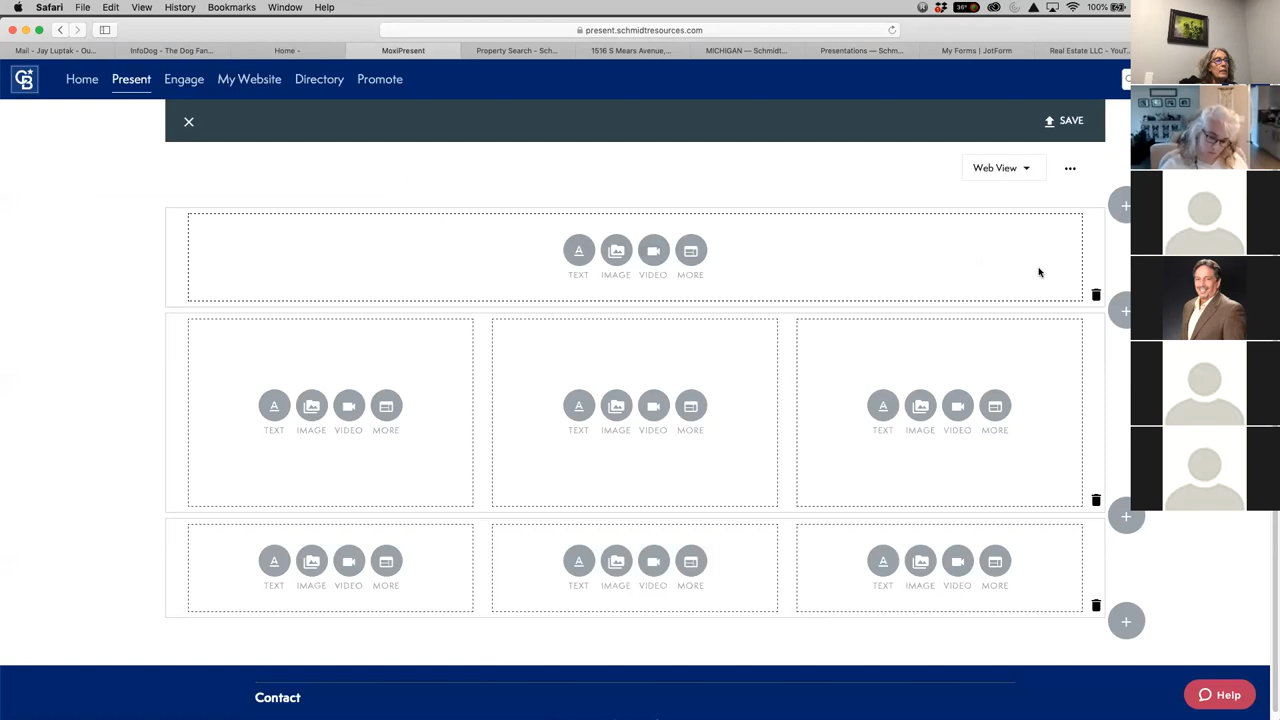 Safari File Edit View History Bookmarks Window Help 36° 100%
present.schmidtresources.com
Mail - Jay Luptak - Ou... InfoDog - The Dog Fan... Home - MoxiPresent Property Search - Sch... 1516 S Mears Avenue,... MICHIGAN — Schmidt... Presentations — Schm... My Forms | JotForm Real Estate LLC - YouT...
CB Home Present Engage My Website Directory Promote
SAVE
Web View
TEXT IMAGE VIDEO MORE
TEXT IMAGE VIDEO MORE TEXT IMAGE VIDEO MORE TEXT IMAGE VIDEO MORE
TEXT IMAGE VIDEO MORE TEXT IMAGE VIDEO MORE TEXT IMAGE VIDEO MORE
Contact
Help